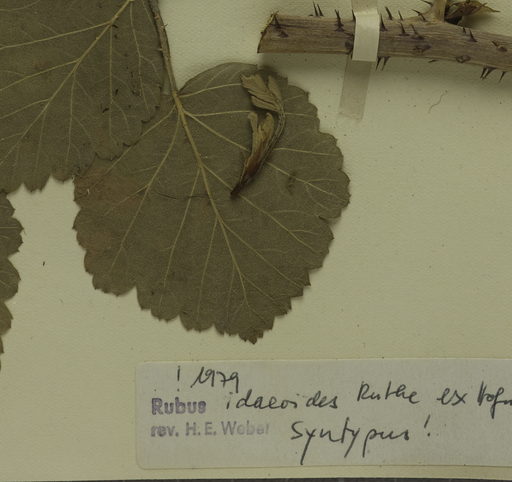 ! 1979
Rubus idaeoides Ruthe ex
rev. H. E. Weber Syntypus!